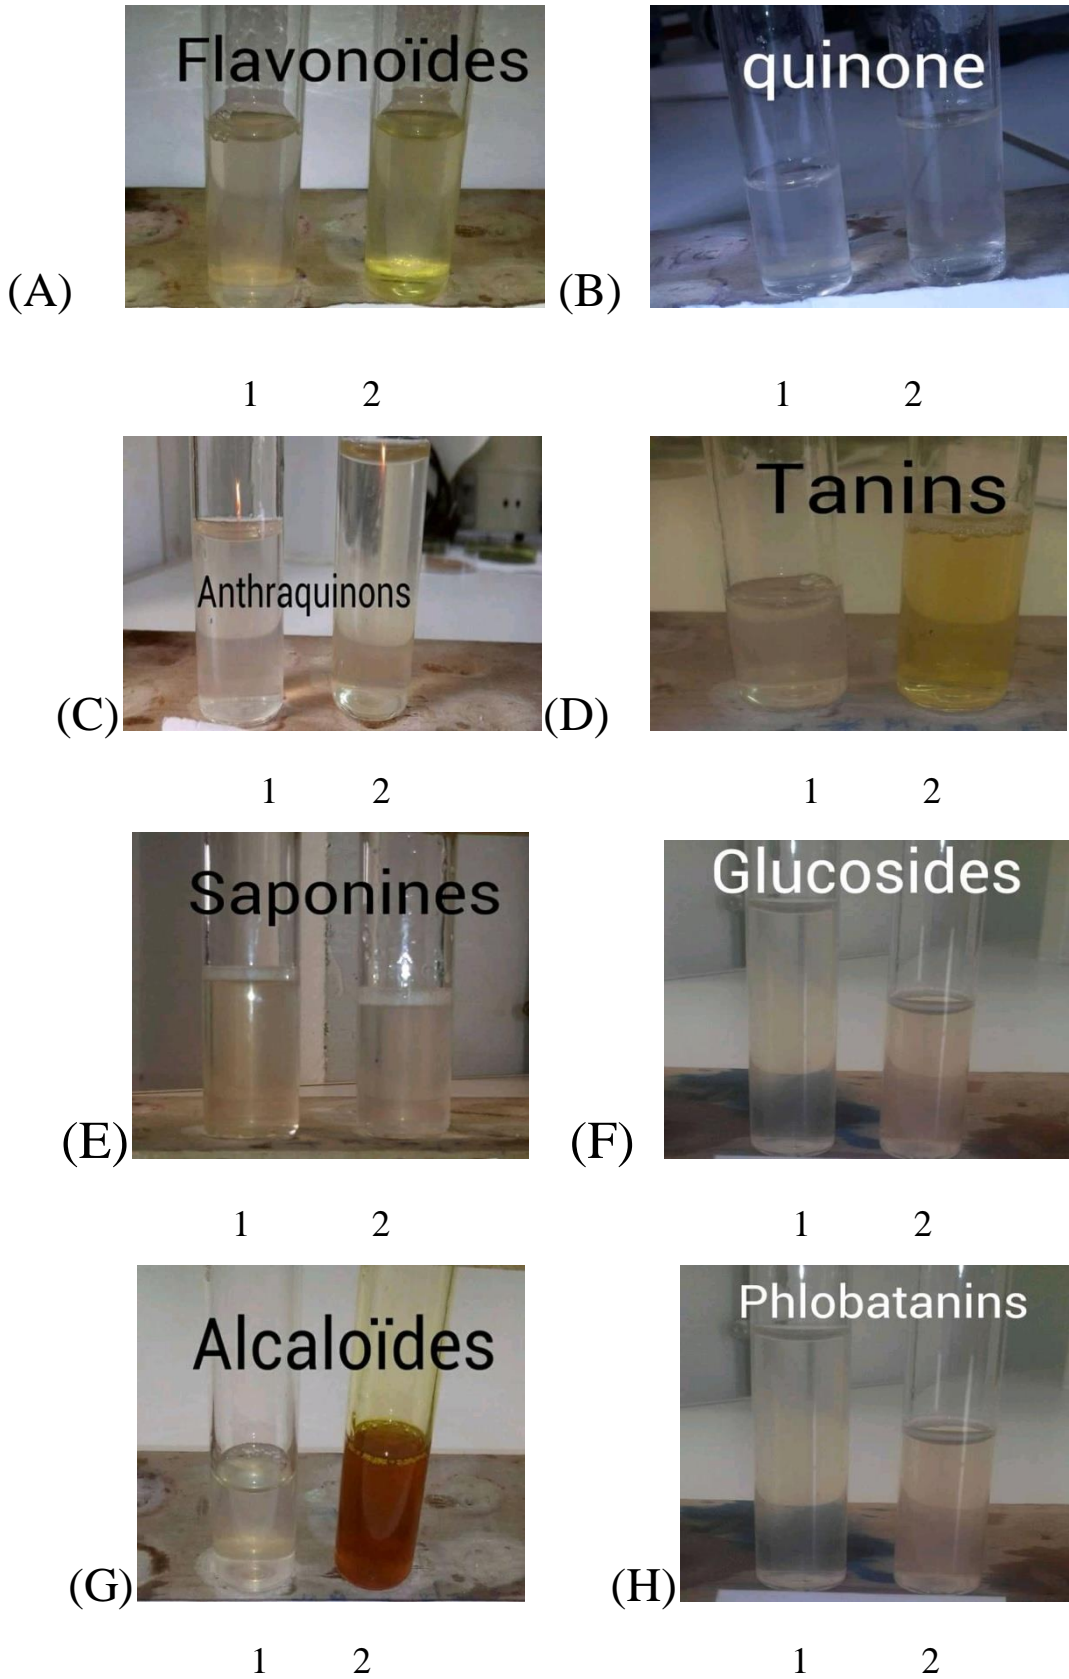 Flavonoïdes
quinone
(A)
(B)
1 2
1 2
Anthraquinons
Tanins
(C)
(D)
1 2
1 2
Saponines
Glucosides
(E)
(F)
1 2
1 2
Alcaloïdes
Phlobatanins
(G)
(H)
1 2
1 2